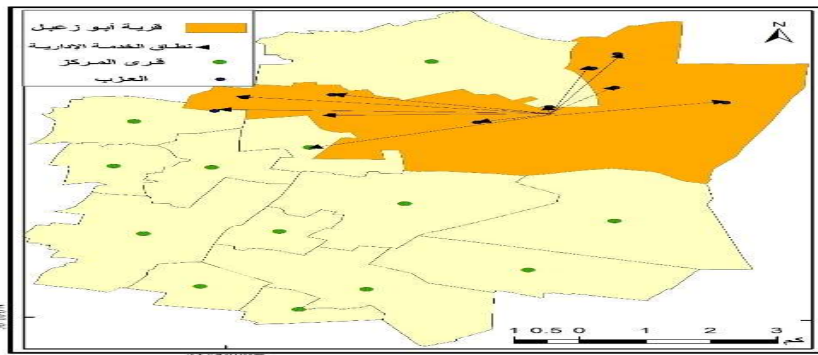 قرية أبو زعبل
نطاق الخدمة الإدارية
قرى المركز
العزب
N
1 0.5 0 1 2 3
كم